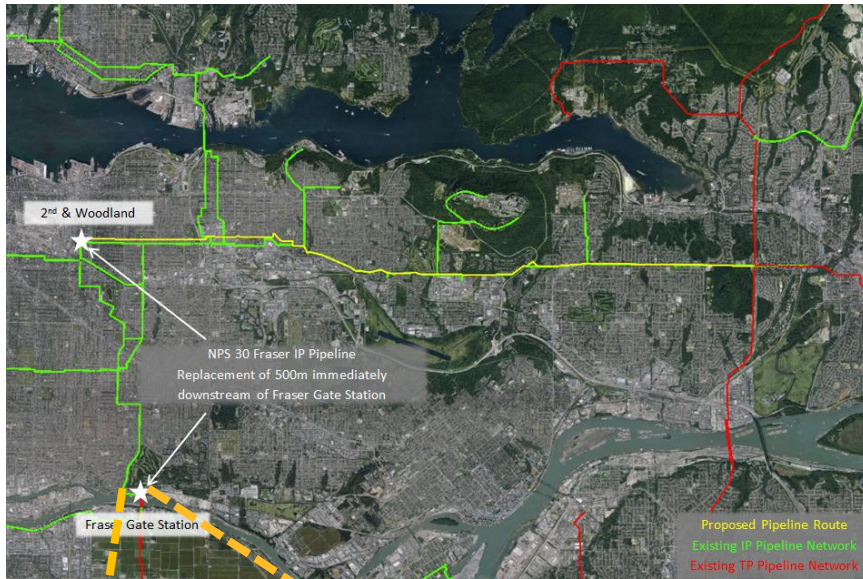 2nd & Woodland
NPS 30 Fraser IP Pipeline
Replacement of 500m immediately
downstream of Fraser Gate Station
Fraser Gate Station
Proposed Pipeline Route
Existing IP Pipeline Network
Existing TP Pipeline Network